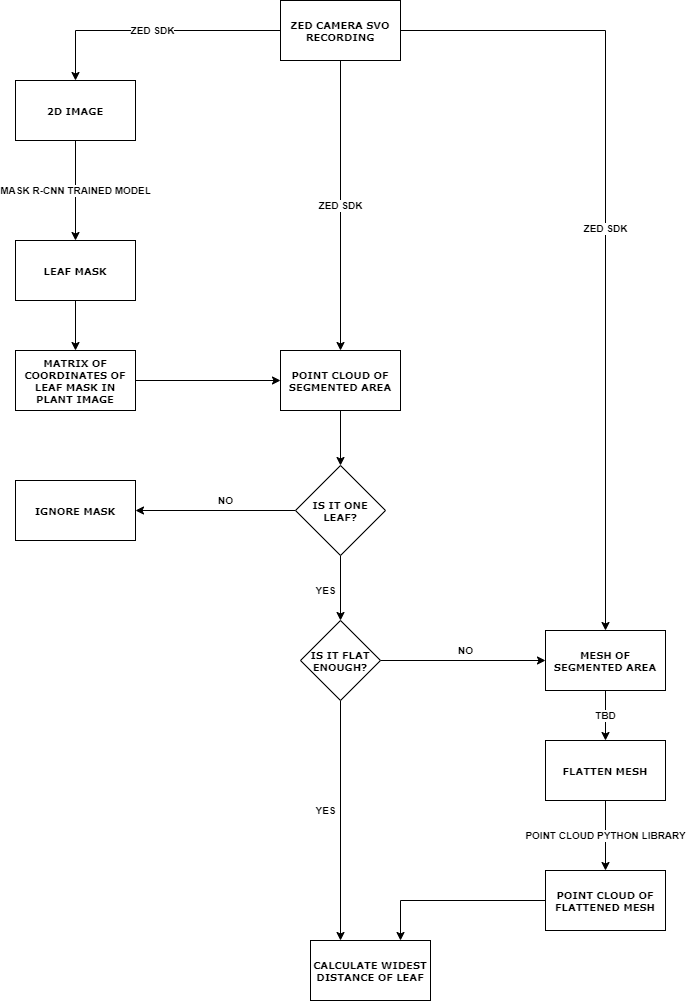 ZED CAMERA SVO
RECORDING
ZED SDK
2D IMAGE
MASK R-CNN TRAINED MODEL
ZED SDK
ZED SDK
LEAF MASK
MATRIX OF
COORDINATES OF
LEAF MASK IN
PLANT IMAGE
POINT CLOUD OF
SEGMENTED AREA
IS IT ONE
LEAF?
NO
IGNORE MASK
YES
IS IT FLAT
ENOUGH?
NO
MESH OF
SEGMENTED AREA
TBD
FLATTEN MESH
YES
POINT CLOUD PYTHON LIBRARY
POINT CLOUD OF
FLATTENED MESH
CALCULATE WIDEST
DISTANCE OF LEAF